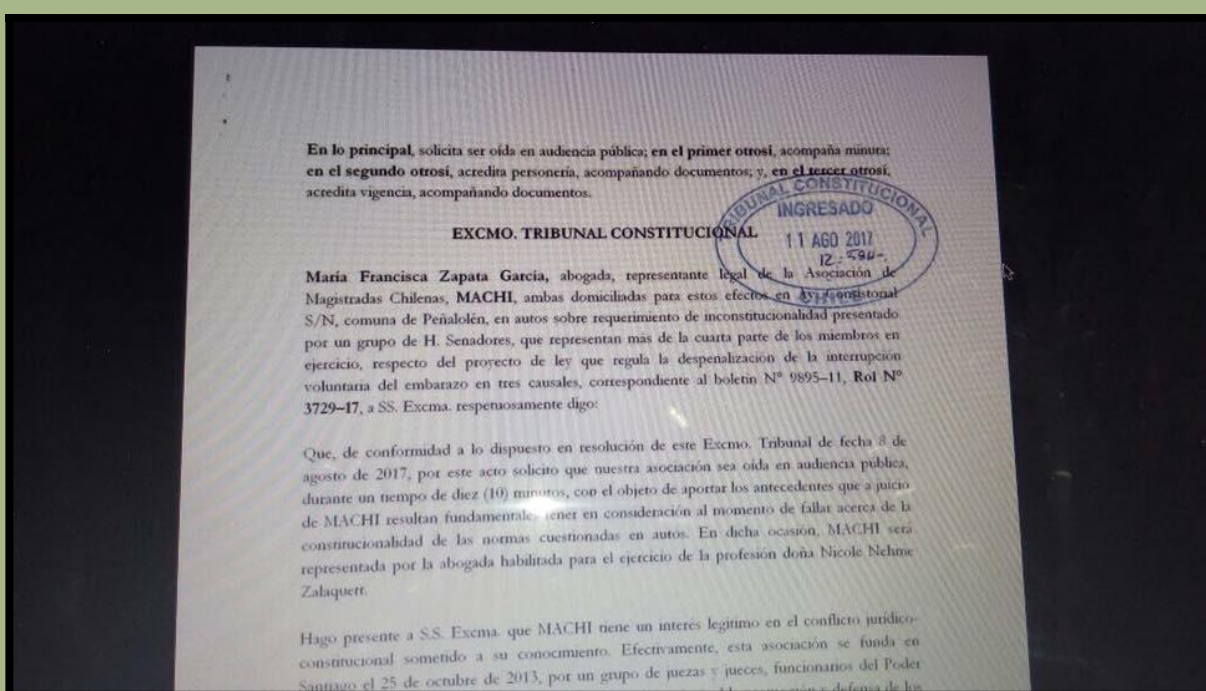 En lo principal, solicita ser oída en audiencia pública; en el primer otrosí, acompaña minuta;
en el segundo otrosí, acredita personería, acompañando documentos; y, en el tercer otrosí,
acredita vigencia, acompañando documentos.
TRIBUNAL CONSTITUCIONAL
INGRESADO
11 AGO 2017
EXCMO. TRIBUNAL CONSTITUCIONAL
María Francisca Zapata García, abogada, representante legal de la Asociación de
Magistradas Chilenas, MACHI, ambas domiciliadas para estos efectos en Av. Consistorial
S/N, comuna de Peñalolén, en autos sobre requerimiento de inconstitucionalidad presentado
por un grupo de H. Senadores, que representan más de la cuarta parte de los miembros en
ejercicio, respecto del proyecto de ley que regula la despenalización de la interrupción
voluntaria del embarazo en tres causales, correspondiente al boletín Nº 9895–11, Rol Nº
3729–17, a SS. Excma. respetuosamente digo:
Que, de conformidad a lo dispuesto en resolución de este Excmo. Tribunal de fecha 8 de
agosto de 2017, por este acto solicito que nuestra asociación sea oída en audiencia pública,
durante un tiempo de diez (10) minutos, con el objeto de aportar los antecedentes que a juicio
de MACHI resultan fundamentales tener en consideración al momento de fallar acerca de la
constitucionalidad de las normas cuestionadas en autos. En dicha ocasión, MACHI será
representada por la abogada habilitada para el ejercicio de la profesión doña Nicole Nehme
Zalaquett.
Hago presente a S.S. Excma. que MACHI tiene un interés legítimo en el conflicto jurídico-
constitucional sometido a su conocimiento. Efectivamente, esta asociación se funda en
Santiago el 25 de octubre de 2013, por un grupo de juezas y jueces, funcionarios del Poder
defensa de los